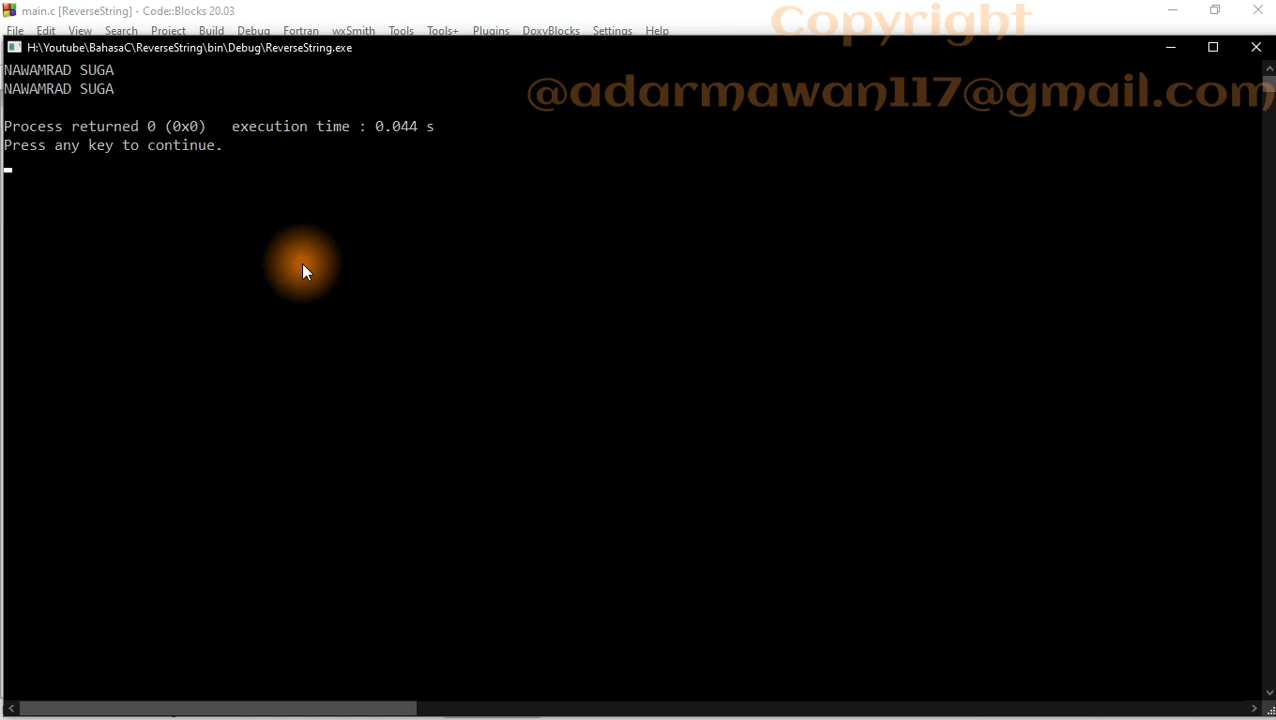 main.c [ReverseString] - Code::Blocks 20.03
Copyright
File Edit View Search Project Build Debug Fortran wxSmith Tools Tools+ Plugins DoxyBlocks Settings Help
H:\Youtube\BahasaC\ReverseString\bin\Debug\ReverseString.exe
NAWAMRAD SUGA
@adarmawan117@gmail.com
NAWAMRAD SUGA
Process returned 0 (0x0) execution time : 0.044 s
Press any key to continue.